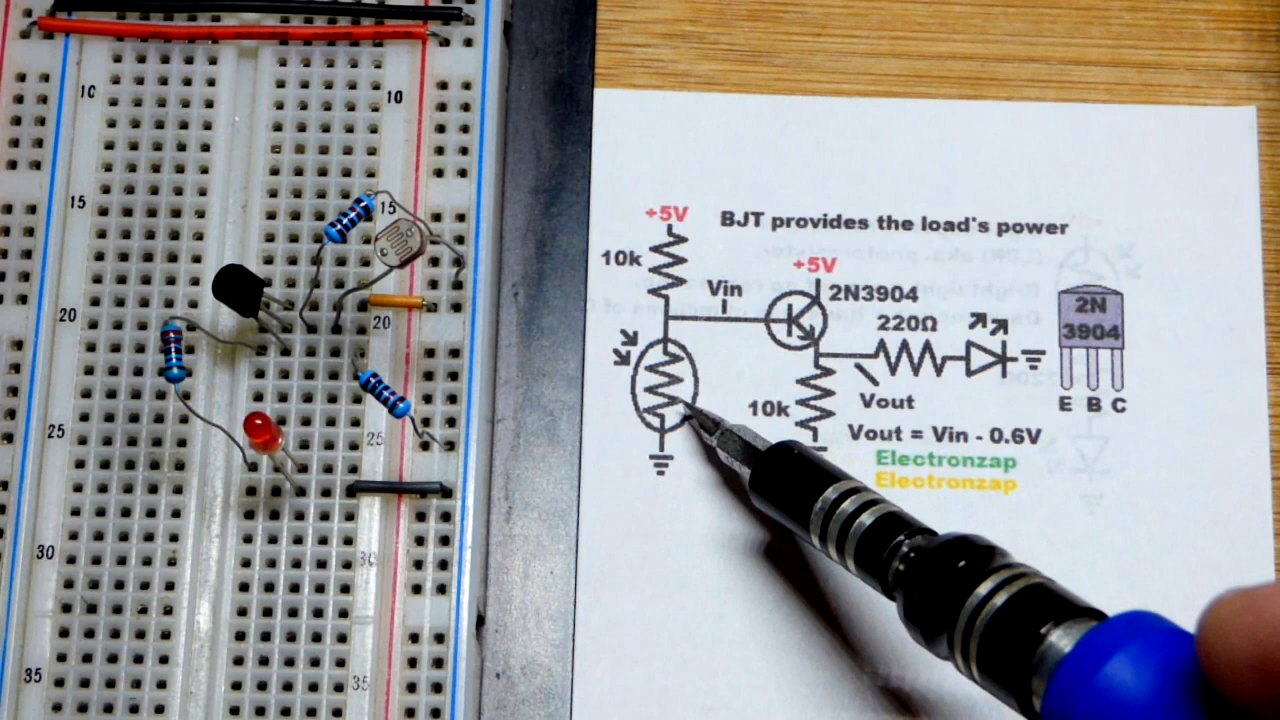 10
10
15
15
20
20
25
25
30
30
35
35
+5V
BJT provides the load's power
10k
+5V
Vin
2N3904
220Ω
2N
3904
10k
Vout
E B C
Vout = Vin - 0.6V
Electronzap
Electronzap